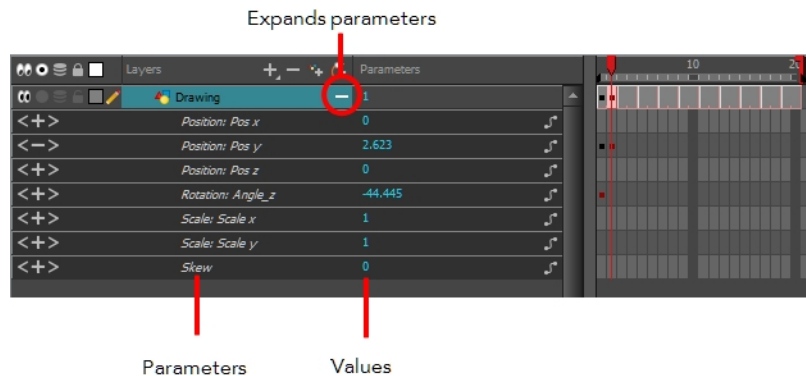 Expands parameters
Layers Parameters 10 20
Drawing 1
<+> Position: Pos x 0
<-> Position: Pos y 2.623
<+> Position: Pos z 0
<+> Rotation: Angle_z -44.445
<+> Scale: Scale x 1
<+> Scale: Scale y 1
<+> Skew 0
Parameters Values